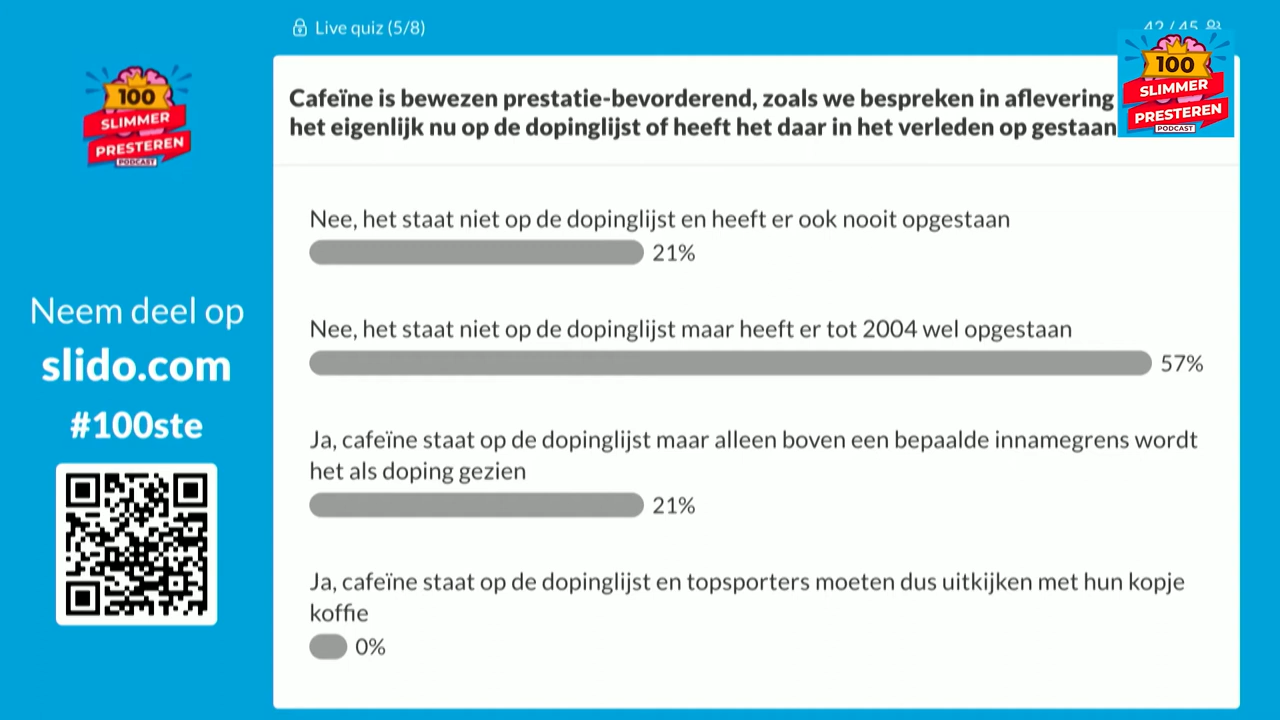 Live quiz (5/8)
42 / 45
100
SLIMMER
PRESTEREN
PODCAST
100
SLIMMER
PRESTEREN
PODCAST
Cafeïne is bewezen prestatie-bevorderend, zoals we bespreken in aflevering
het eigenlijk nu op de dopinglijst of heeft het daar in het verleden op gestaan
Nee, het staat niet op de dopinglijst en heeft er ook nooit opgestaan
21%
Nee, het staat niet op de dopinglijst maar heeft er tot 2004 wel opgestaan
57%
Ja, cafeïne staat op de dopinglijst maar alleen boven een bepaalde innamegrens wordt
het als doping gezien
21%
Ja, cafeïne staat op de dopinglijst en topsporters moeten dus uitkijken met hun kopje
koffie
0%
Neem deel op
slido.com
#100ste